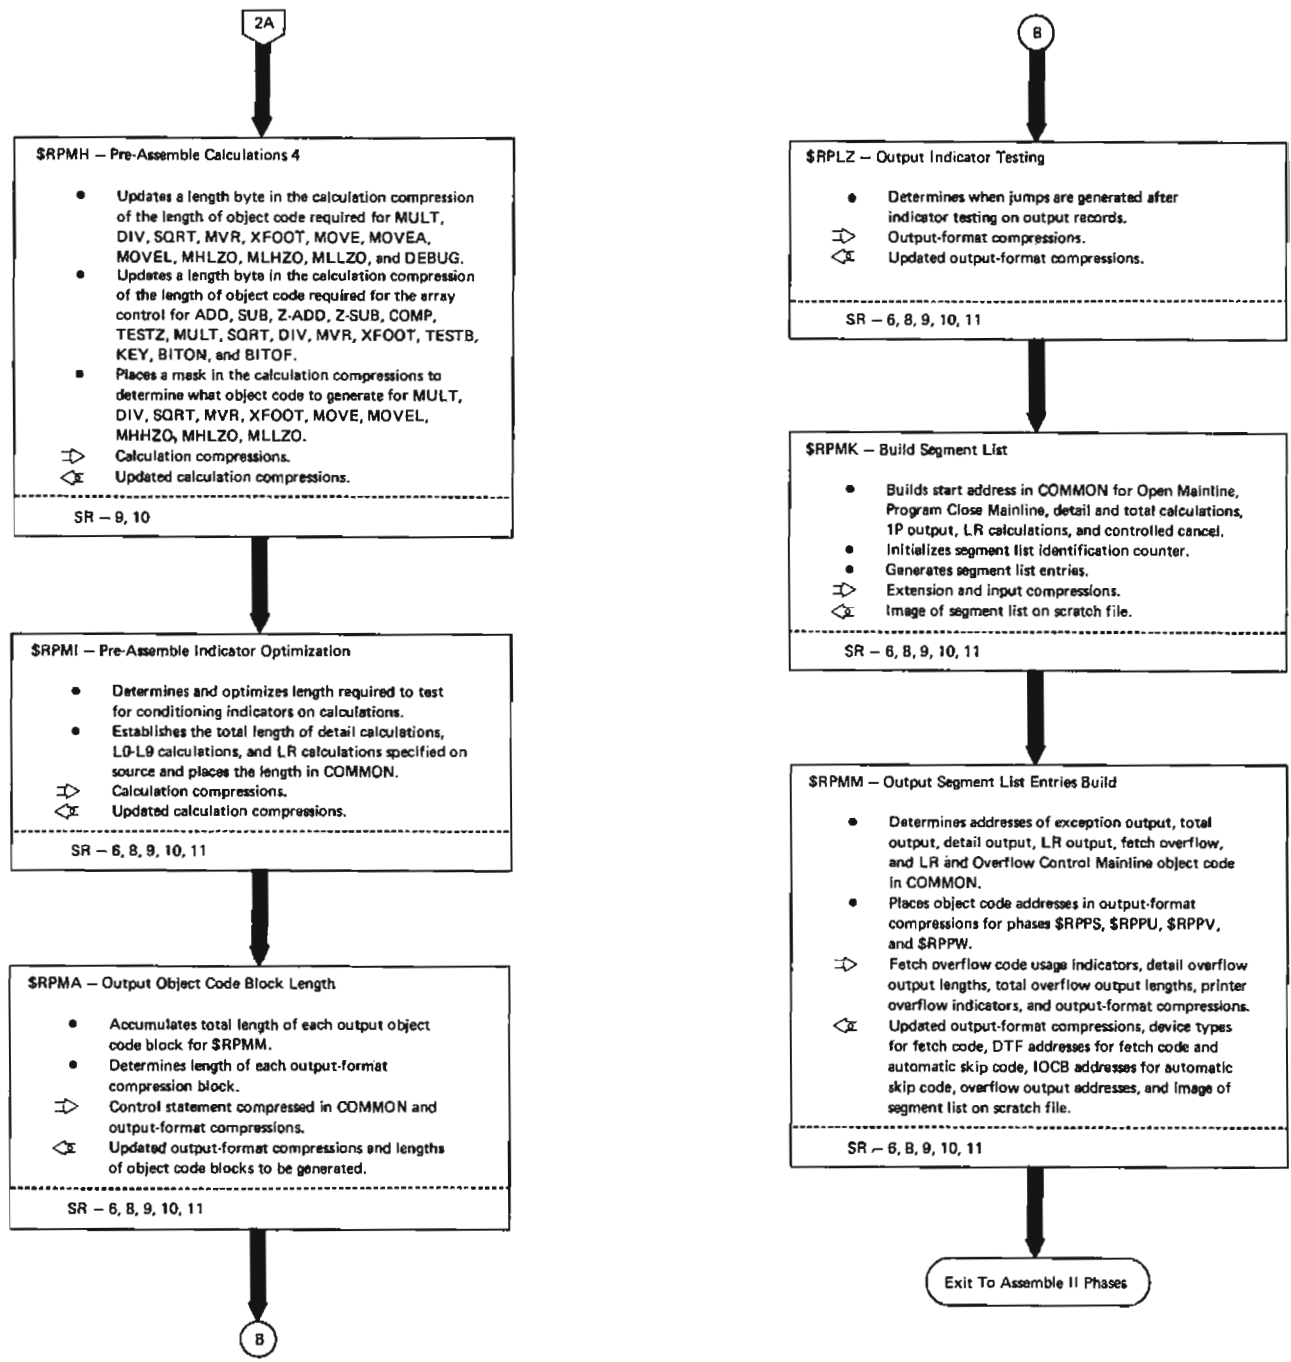 2A
$RPMH — Pre-Assemble Calculations 4
● Updates a length byte in the calculation compression
of the length of object code required for MULT,
DIV, SQRT, MVR, XFOOT, MOVE, MOVEA,
MOVEL, MHLZO, MLHZO, MLLZO, and DEBUG.
● Updates a length byte in the calculation compression
of the length of object code required for the array
control for ADD, SUB, Z-ADD, Z-SUB, COMP,
TESTZ, MULT, SQRT, DIV, MVR, XFOOT, TESTB,
KEY, BITON, and BITOF.
● Places a mask in the calculation compressions to
determine what object code to generate for MULT,
DIV, SQRT, MVR, XFOOT, MOVE, MOVEL,
MHHZO, MHLZO, MLLZO.
Calculation compressions.
Updated calculation compressions.
SR — 9, 10
$RPMI — Pre-Assemble Indicator Optimization
● Determines and optimizes length required to test
for conditioning indicators on calculations.
● Establishes the total length of detail calculations,
L0-L9 calculations, and LR calculations specified on
source and places the length in COMMON.
Calculation compressions.
Updated calculation compressions.
SR — 6, 8, 9, 10, 11
$RPMA — Output Object Code Block Length
● Accumulates total length of each output object
code block for $RPMM.
● Determines length of each output-format
compression block.
Control statement compressed in COMMON and
output-format compressions.
Updated output-format compressions and lengths
of object code blocks to be generated.
SR — 6, 8, 9, 10, 11
B
B
$RPLZ — Output Indicator Testing
● Determines when jumps are generated after
indicator testing on output records.
Output-format compressions.
Updated output-format compressions.
SR — 6, 8, 9, 10, 11
$RPMK — Build Segment List
● Builds start address in COMMON for Open Mainline,
Program Close Mainline, detail and total calculations,
1P output, LR calculations, and controlled cancel.
● Initializes segment list identification counter.
● Generates segment list entries.
Extension and input compressions.
Image of segment list on scratch file.
SR — 6, 8, 9, 10, 11
$RPMM — Output Segment List Entries Build
● Determines addresses of exception output, total
output, detail output, LR output, fetch overflow,
and LR and Overflow Control Mainline object code
in COMMON.
● Places object code addresses in output-format
compressions for phases $RPPS, $RPPU, $RPPV,
and $RPPW.
Fetch overflow code usage indicators, detail overflow
output lengths, total overflow output lengths, printer
overflow indicators, and output-format compressions.
Updated output-format compressions, device types
for fetch code, DTF addresses for fetch code and
automatic skip code, IOCB addresses for automatic
skip code, overflow output addresses, and image of
segment list on scratch file.
SR — 6, 8, 9, 10, 11
Exit To Assemble II Phases